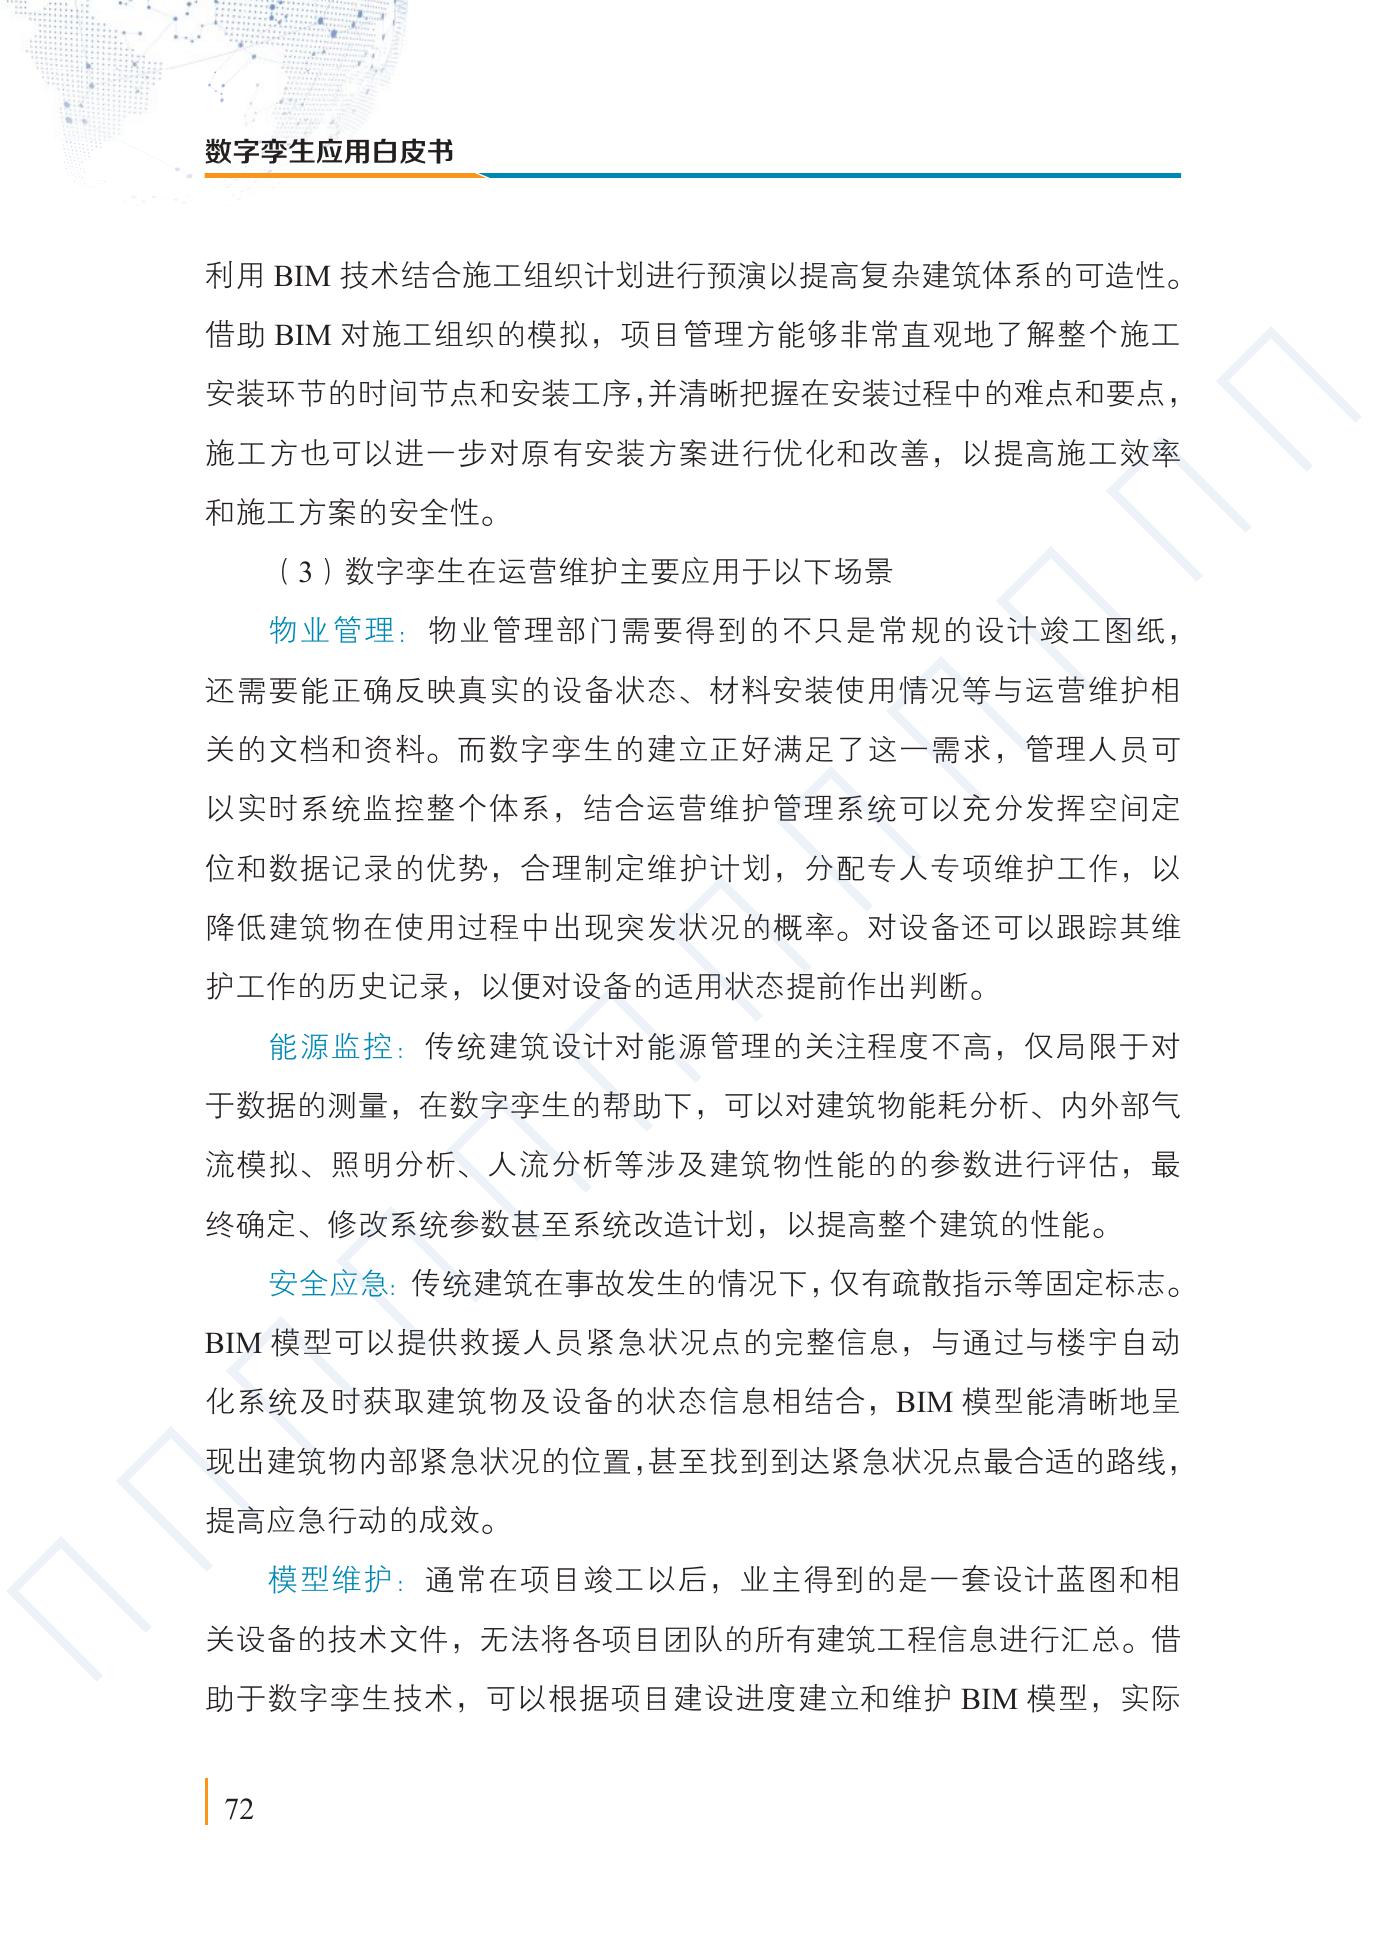 数字孪生应用白皮书
利用 BIM 技术结合施工组织计划进行预演以提高复杂建筑体系的可造性。
借助 BIM 对施工组织的模拟，项目管理方能够非常直观地了解整个施工
安装环节的时间节点和安装工序，并清晰把握在安装过程中的难点和要点，
施工方也可以进一步对原有安装方案进行优化和改善，以提高施工效率
和施工方案的安全性。
（3）数字孪生在运营维护主要应用于以下场景
物业管理：物业管理部门需要得到的不只是常规的设计竣工图纸，
还需要能正确反映真实的设备状态、材料安装使用情况等与运营维护相
关的文档和资料。而数字孪生的建立正好满足了这一需求，管理人员可
以实时系统监控整个体系，结合运营维护管理系统可以充分发挥空间定
位和数据记录的优势，合理制定维护计划，分配专人专项维护工作，以
降低建筑物在使用过程中出现突发状况的概率。对设备还可以跟踪其维
护工作的历史记录，以便对设备的适用状态提前作出判断。
能源监控：传统建筑设计对能源管理的关注程度不高，仅局限于对
于数据的测量，在数字孪生的帮助下，可以对建筑物能耗分析、内外部气
流模拟、照明分析、人流分析等涉及建筑物性能的的参数进行评估，最
终确定、修改系统参数甚至系统改造计划，以提高整个建筑的性能。
安全应急：传统建筑在事故发生的情况下，仅有疏散指示等固定标志。
BIM 模型可以提供救援人员紧急状况点的完整信息，与通过与楼宇自动
化系统及时获取建筑物及设备的状态信息相结合，BIM 模型能清晰地呈
现出建筑物内部紧急状况的位置，甚至找到到达紧急状况点最合适的路线，
提高应急行动的成效。
模型维护：通常在项目竣工以后，业主得到的是一套设计蓝图和相
关设备的技术文件，无法将各项目团队的所有建筑工程信息进行汇总。借
助于数字孪生技术，可以根据项目建设进度建立和维护 BIM 模型，实际
72